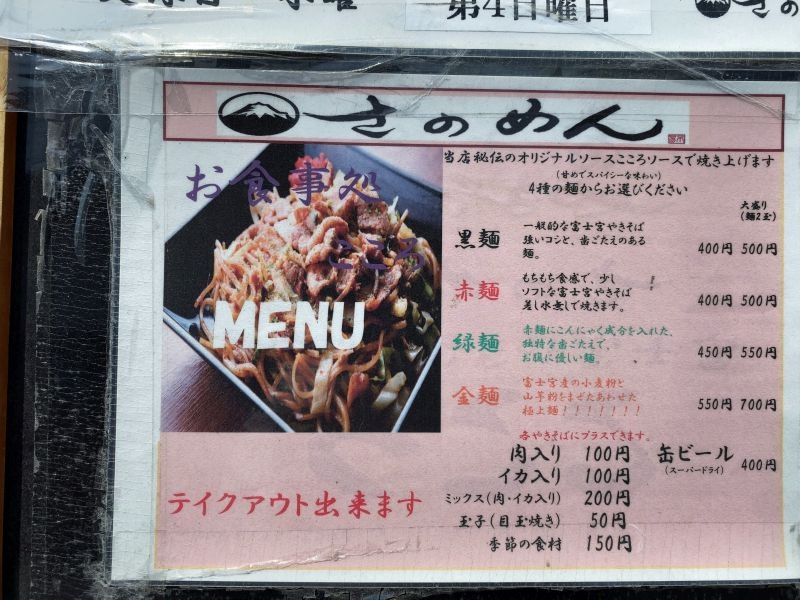 第4日曜日
さのめん
お食事処
こころ
MENU
テイクアウト出来ます
当店秘伝のオリジナルソースこころソースで焼き上げます
(甘めでスパイシーな味わい)
4種の麺からお選びください
大盛り
(麺2玉)
黒麺
一般的な富士宮やきそば
強いコシと、歯ごたえのある
麺。
400円 500円
赤麺
もちもち食感で、少し
ソフトな富士宮やきそば
差し水無しで焼きます。
400円 500円
緑麺
赤麺にこんにゃく成分を入れた、
独特な歯ごたえで、
お腹に優しい麺。
450円 550円
金麺
富士宮産の小麦粉と
山芋粉をまぜたあわせた
極上麺！！！！！！！
550円 700円
各やきそばにプラスできます。
肉入り 100円
イカ入り 100円
ミックス(肉・イカ入り) 200円
玉子(目玉焼き) 50円
季節の食材 150円
缶ビール
(スーパードライ)
400円